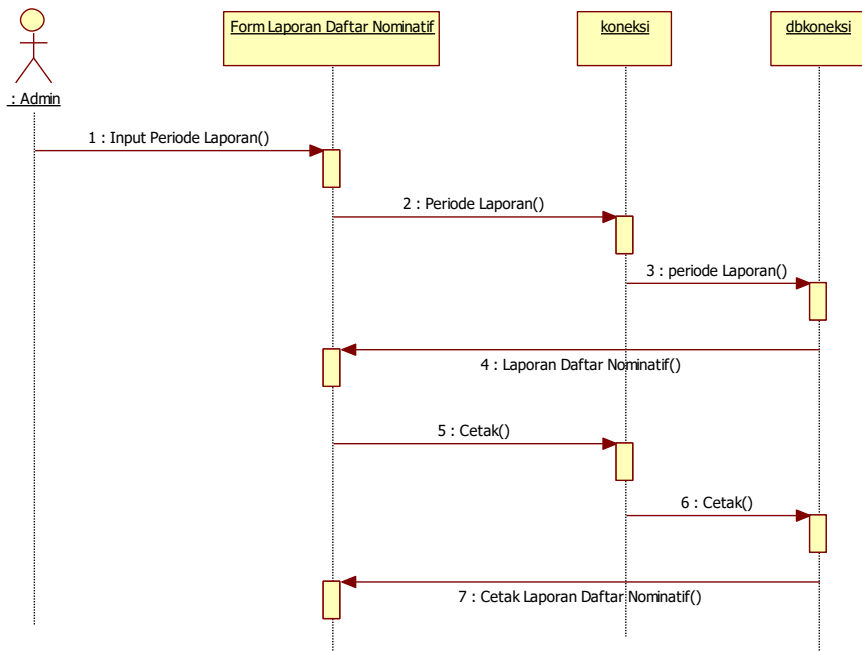 Form Laporan Daftar Nominatif
koneksi
dbkoneksi
: Admin
1 : Input Periode Laporan()
2 : Periode Laporan()
3 : periode Laporan()
4 : Laporan Daftar Nominatif()
5 : Cetak()
6 : Cetak()
7 : Cetak Laporan Daftar Nominatif()